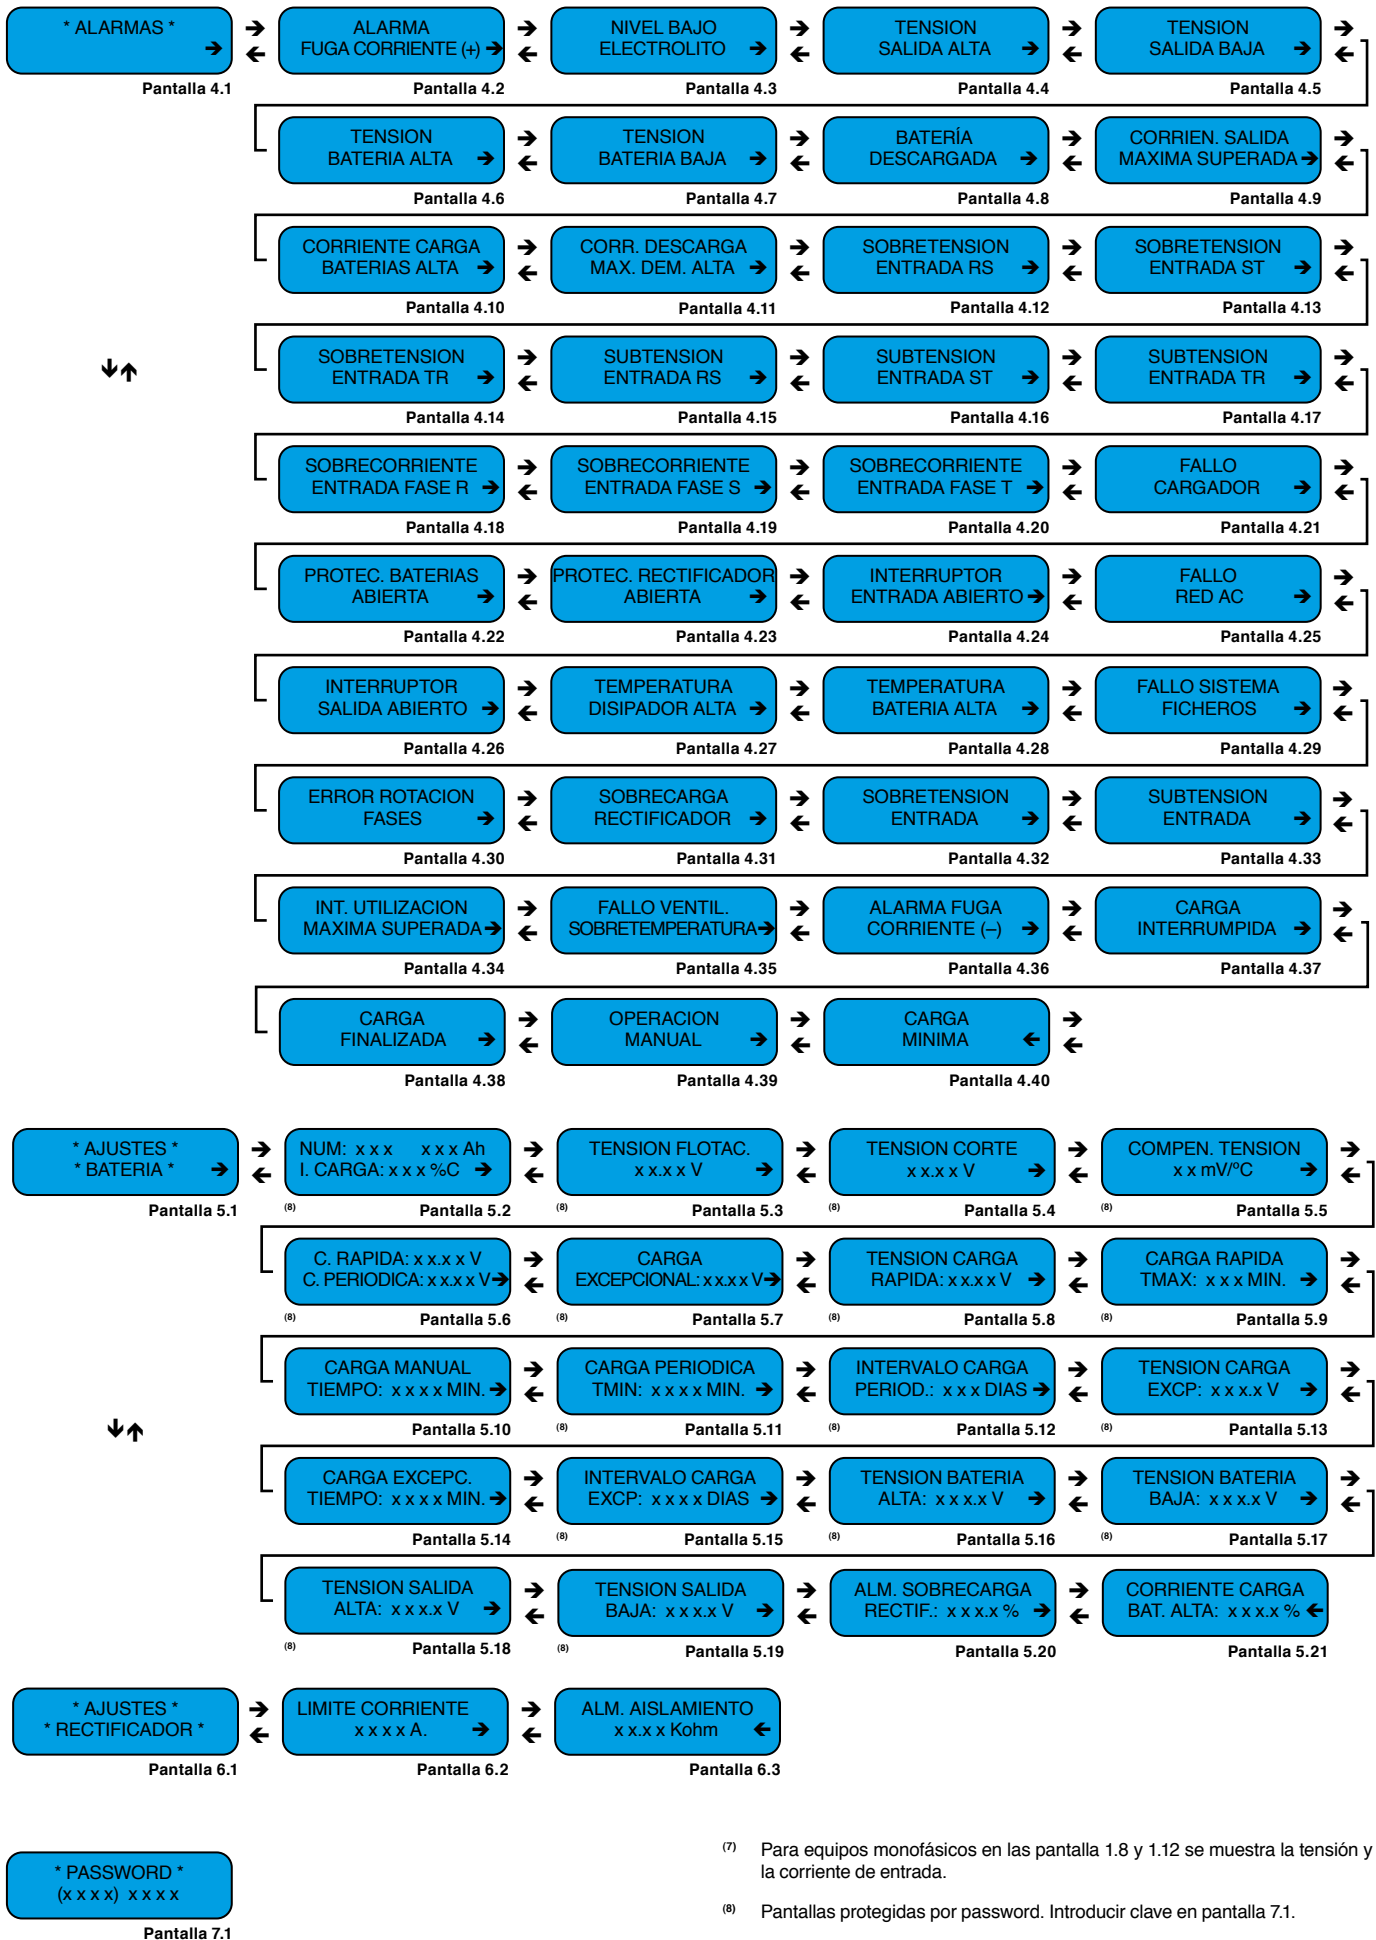 * ALARMAS *
Pantalla 4.1
ALARMA
FUGA CORRIENTE (+)
Pantalla 4.2
NIVEL BAJO
ELECTROLITO
Pantalla 4.3
TENSION
SALIDA ALTA
Pantalla 4.4
TENSION
SALIDA BAJA
Pantalla 4.5
TENSION
BATERIA ALTA
Pantalla 4.6
TENSION
BATERIA BAJA
Pantalla 4.7
BATERÍA
DESCARGADA
Pantalla 4.8
CORRIEN. SALIDA
MAXIMA SUPERADA
Pantalla 4.9
CORRIENTE CARGA
BATERIAS ALTA
Pantalla 4.10
CORR. DESCARGA
MAX. DEM. ALTA
Pantalla 4.11
SOBRETENSION
ENTRADA RS
Pantalla 4.12
SOBRETENSION
ENTRADA ST
Pantalla 4.13
SOBRETENSION
ENTRADA TR
Pantalla 4.14
SUBTENSION
ENTRADA RS
Pantalla 4.15
SUBTENSION
ENTRADA ST
Pantalla 4.16
SUBTENSION
ENTRADA TR
Pantalla 4.17
SOBRECORRIENTE
ENTRADA FASE R
Pantalla 4.18
SOBRECORRIENTE
ENTRADA FASE S
Pantalla 4.19
SOBRECORRIENTE
ENTRADA FASE T
Pantalla 4.20
FALLO
CARGADOR
Pantalla 4.21
PROTEC. BATERIAS
ABIERTA
Pantalla 4.22
PROTEC. RECTIFICADOR
ABIERTA
Pantalla 4.23
INTERRUPTOR
ENTRADA ABIERTO
Pantalla 4.24
FALLO
RED AC
Pantalla 4.25
INTERRUPTOR
SALIDA ABIERTO
Pantalla 4.26
TEMPERATURA
DISIPADOR ALTA
Pantalla 4.27
TEMPERATURA
BATERIA ALTA
Pantalla 4.28
FALLO SISTEMA
FICHEROS
Pantalla 4.29
ERROR ROTACION
FASES
Pantalla 4.30
SOBRECARGA
RECTIFICADOR
Pantalla 4.31
SOBRETENSION
ENTRADA
Pantalla 4.32
SUBTENSION
ENTRADA
Pantalla 4.33
INT. UTILIZACION
MAXIMA SUPERADA
Pantalla 4.34
FALLO VENTIL.
SOBRETEMPERATURA
Pantalla 4.35
ALARMA FUGA
CORRIENTE (–)
Pantalla 4.36
CARGA
INTERRUMPIDA
Pantalla 4.37
CARGA
FINALIZADA
Pantalla 4.38
OPERACION
MANUAL
Pantalla 4.39
CARGA
MINIMA
Pantalla 4.40
* AJUSTES *
* BATERIA *
Pantalla 5.1
NUM: x x x x x x Ah
I. CARGA: x x x %C
(8) Pantalla 5.2
TENSION FLOTAC.
x x.x x V
(8) Pantalla 5.3
TENSION CORTE
x x.x x V
(8) Pantalla 5.4
COMPEN. TENSION
x x mV/ºC
(8) Pantalla 5.5
C. RAPIDA: x x.x x V
C. PERIODICA: x x.x x V
(8) Pantalla 5.6
CARGA
EXCEPCIONAL: x x.x x V
(8) Pantalla 5.7
TENSION CARGA
RAPIDA: x x.x x V
(8) Pantalla 5.8
CARGA RAPIDA
TMAX: x x x MIN.
(8) Pantalla 5.9
CARGA MANUAL
TIEMPO: x x x x MIN.
Pantalla 5.10
CARGA PERIODICA
TMIN: x x x x MIN.
(8) Pantalla 5.11
INTERVALO CARGA
PERIOD.: x x x DIAS
(8) Pantalla 5.12
TENSION CARGA
EXCP: x x x.x V
(8) Pantalla 5.13
CARGA EXCEPC.
TIEMPO: x x x x MIN.
Pantalla 5.14
INTERVALO CARGA
EXCP: x x x x DIAS
(8) Pantalla 5.15
TENSION BATERIA
ALTA: x x x.x V
(8) Pantalla 5.16
TENSION BATERIA
BAJA: x x x.x V
(8) Pantalla 5.17
TENSION SALIDA
ALTA: x x x.x V
(8) Pantalla 5.18
TENSION SALIDA
BAJA: x x x.x V
(8) Pantalla 5.19
ALM. SOBRECARGA
RECTIF.: x x x.x %
Pantalla 5.20
CORRIENTE CARGA
BAT. ALTA: x x x.x %
Pantalla 5.21
* AJUSTES *
* RECTIFICADOR *
Pantalla 6.1
LIMITE CORRIENTE
x x x x A.
Pantalla 6.2
ALM. AISLAMIENTO
x x.x x Kohm
Pantalla 6.3
* PASSWORD *
(x x x x) x x x x
Pantalla 7.1
(7) Para equipos monofásicos en las pantalla 1.8 y 1.12 se muestra la tensión y
la corriente de entrada.
(8) Pantallas protegidas por password. Introducir clave en pantalla 7.1.